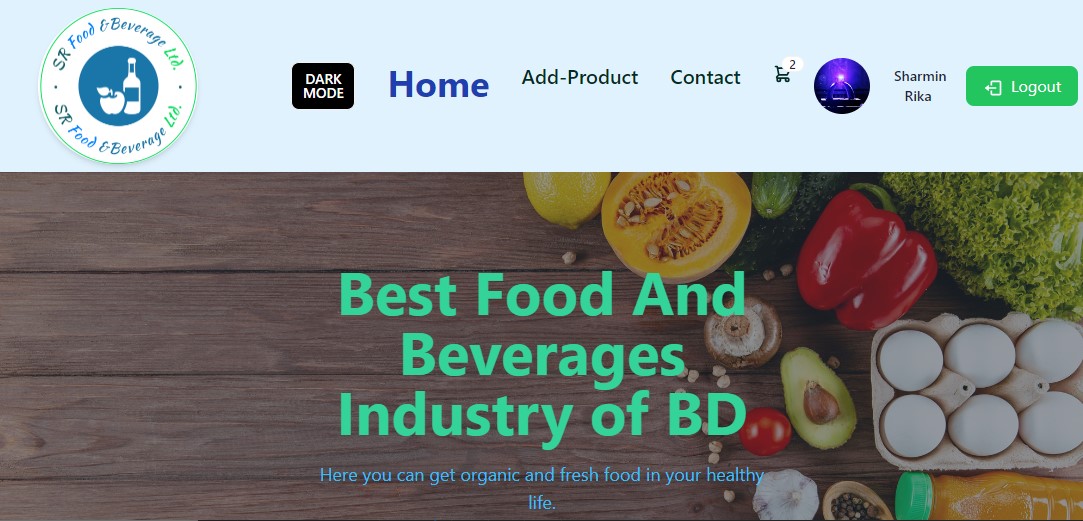 SR Food & Beverage Ltd.
SR Food & Beverage Ltd.
DARK
MODE
Home
Add-Product
Contact
2
Sharmin
Rika
Logout
Best Food And
Beverages
Industry of BD
Here you can get organic and fresh food in your healthy
life.